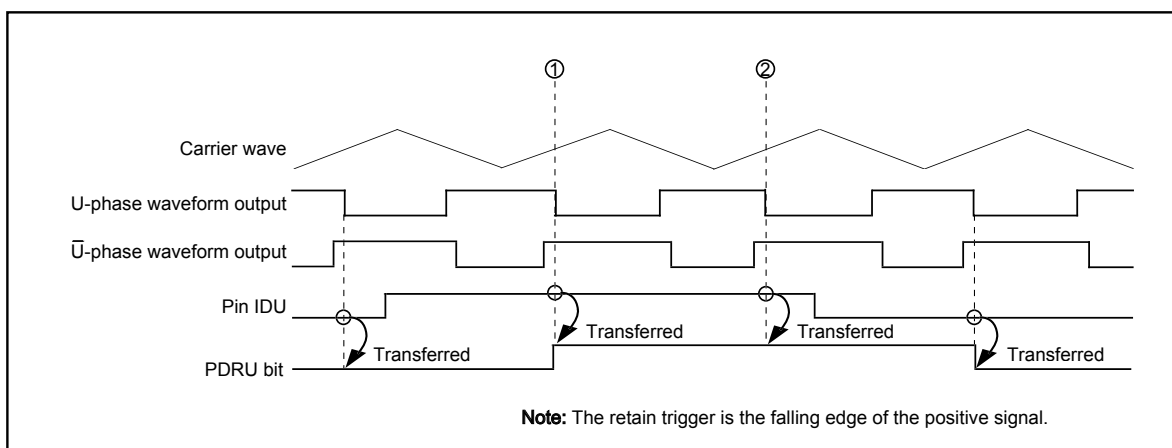 ① ②
Carrier wave
U-phase waveform output
U̅-phase waveform output
Pin IDU
Transferred Transferred
Transferred Transferred
PDRU bit
Note: The retain trigger is the falling edge of the positive signal.